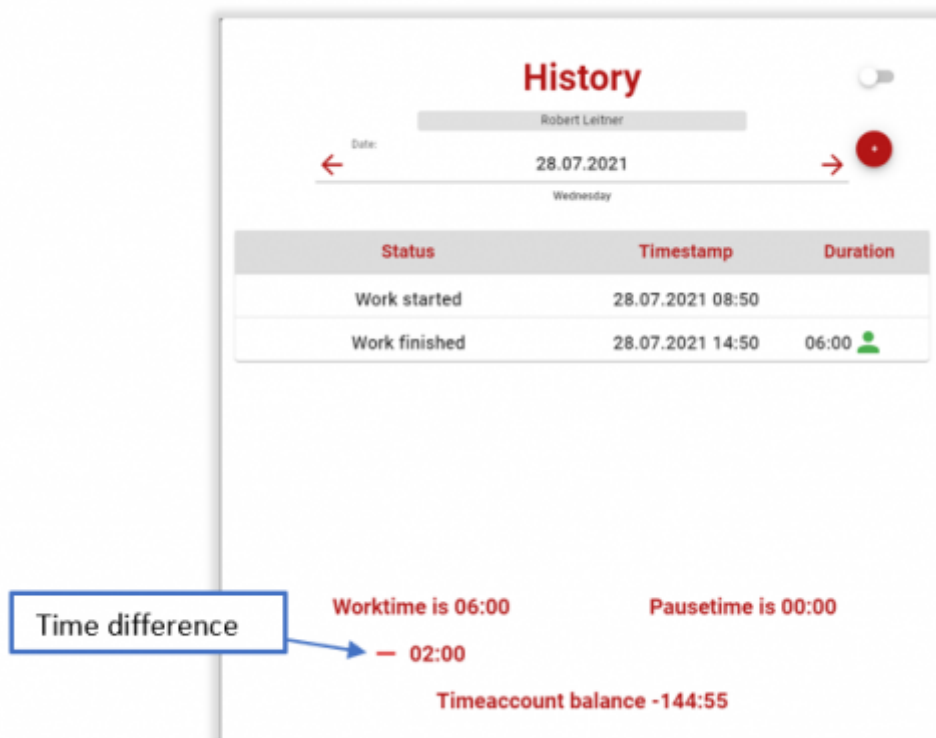 History
Robert Leitner
Date:
28.07.2021
+
Wednesday
Status Timestamp Duration
Work started 28.07.2021 08:50
Work finished 28.07.2021 14:50 06:00
Worktime is 06:00 Pausetime is 00:00
Time difference
— 02:00
Timeaccount balance -144:55